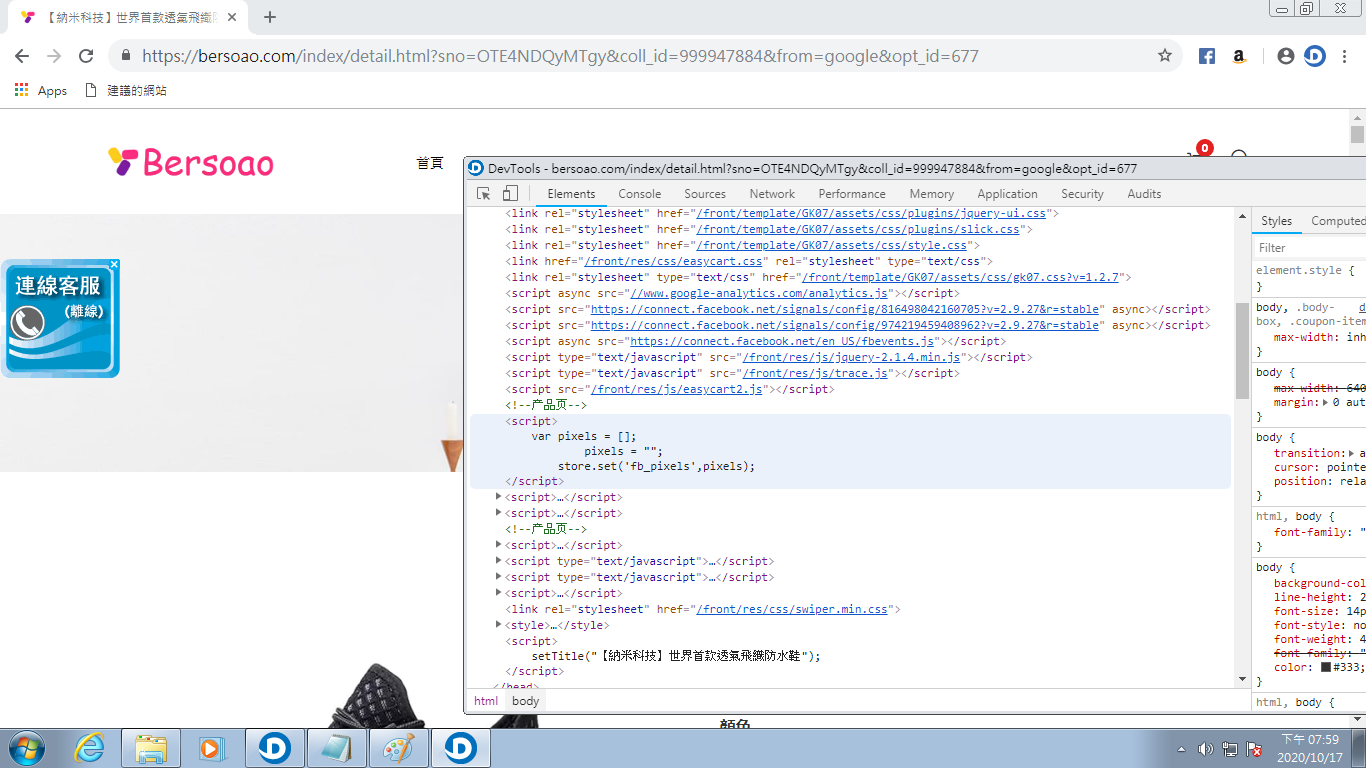 【納米科技】世界首款透氣飛織防
https://bersoao.com/index/detail.html?sno=OTE4NDQyMTgy&coll_id=999947884&from=google&opt_id=677
Apps 建議的網站
Bersoao
首頁
0
連線客服
(離線)
DevTools - bersoao.com/index/detail.html?sno=OTE4NDQyMTgy&coll_id=999947884&from=google&opt_id=677
Elements Console Sources Network Performance Memory Application Security Audits
<link rel="stylesheet" href="/front/template/GK07/assets/css/plugins/jquery-ui.css">
<link rel="stylesheet" href="/front/template/GK07/assets/css/plugins/slick.css">
<link rel="stylesheet" href="/front/template/GK07/assets/css/style.css">
<link href="/front/res/css/easycart.css" rel="stylesheet" type="text/css">
<link rel="stylesheet" type="text/css" href="/front/template/GK07/assets/css/gk07.css?v=1.2.7">
<script async src="//www.google-analytics.com/analytics.js"></script>
<script src="https://connect.facebook.net/signals/config/816498042160705?v=2.9.27&r=stable" async></script>
<script src="https://connect.facebook.net/signals/config/974219459408962?v=2.9.27&r=stable" async></script>
<script async src="https://connect.facebook.net/en_US/fbevents.js"></script>
<script type="text/javascript" src="/front/res/js/jquery-2.1.4.min.js"></script>
<script type="text/javascript" src="/front/res/js/trace.js"></script>
<script src="/front/res/js/easycart2.js"></script>
<!--产品页-->
<script>
var pixels = [];
pixels = "";
store.set('fb_pixels',pixels);
</script>
<script>…</script>
<script>…</script>
<!--产品页-->
<script>…</script>
<script type="text/javascript">…</script>
<script type="text/javascript">…</script>
<script>…</script>
<link rel="stylesheet" href="/front/res/css/swiper.min.css">
<style>…</style>
<script>
setTitle("【納米科技】世界首款透氣飛織防水鞋");
</script>
</head>
html body
Styles Computed
Filter
element.style {
}
body, .body- d
box, .coupon-item
max-width: inh
}
body {
max-width: 640
margin: 0 aut
}
body {
transition: a
cursor: pointe
position: rela
}
html, body {
font-family: "
}
body {
background-col
line-height: 2
font-size: 14p
font-style: no
font-weight: 4
font-family: "
color: #333;
}
html, body {
顏色
下午 07:59
2020/10/17